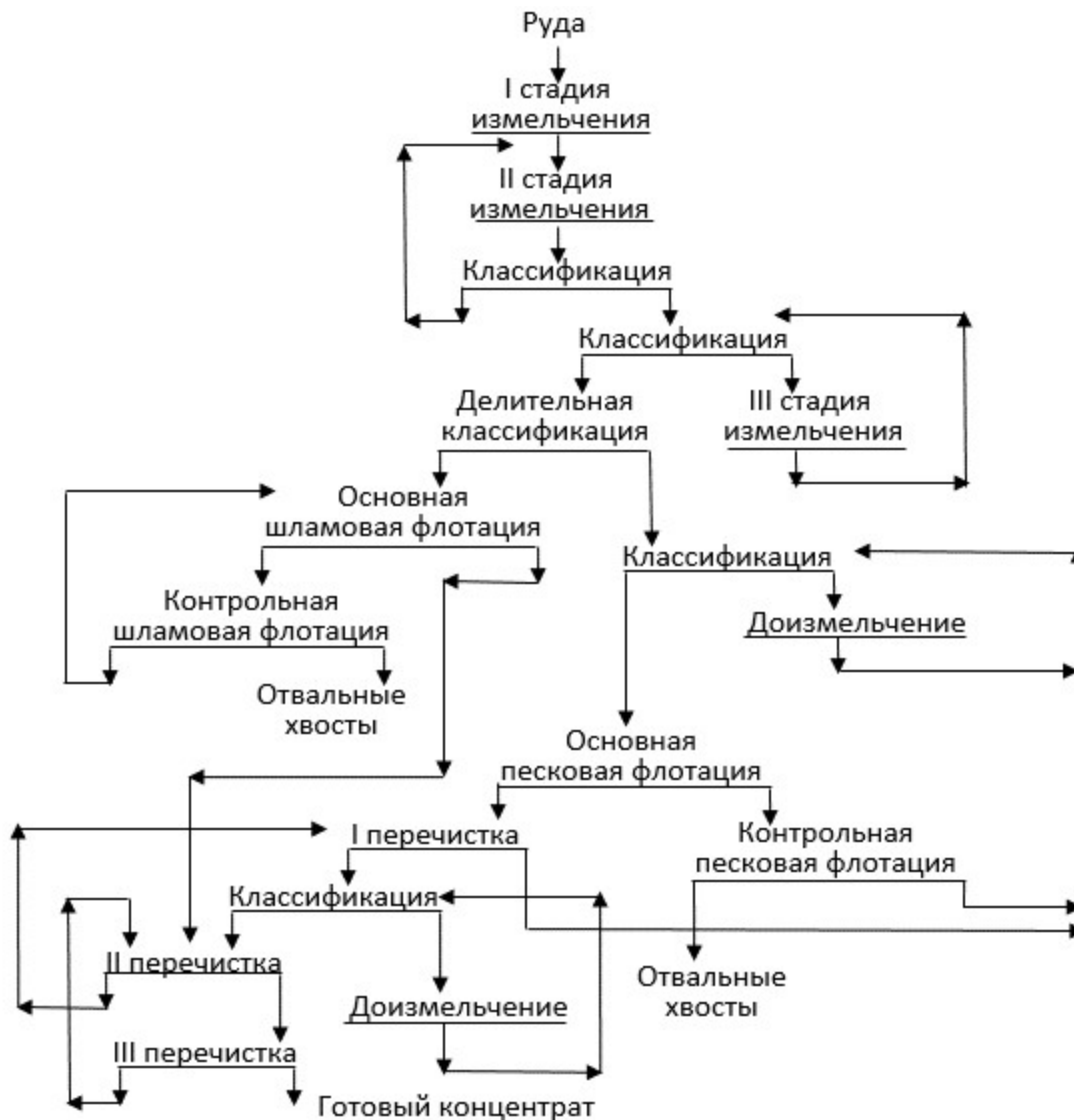 Руда
I стадия
измельчения
II стадия
измельчения
Классификация
Классификация
Делительная
классификация
III стадия
измельчения
Основная
шламовая флотация
Классификация
Контрольная
шламовая флотация
Доизмельчение
Отвальные
хвосты
Основная
песковая флотация
I перечистка
Контрольная
песковая флотация
Классификация
II перечистка
Отвальные
хвосты
Доизмельчение
III перечистка
Готовый концентрат